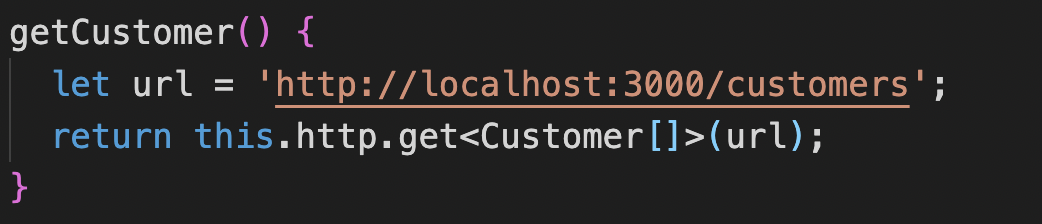 getCustomer() {
let url = 'http://localhost:3000/customers';
return this.http.get<Customer[]>(url);
}